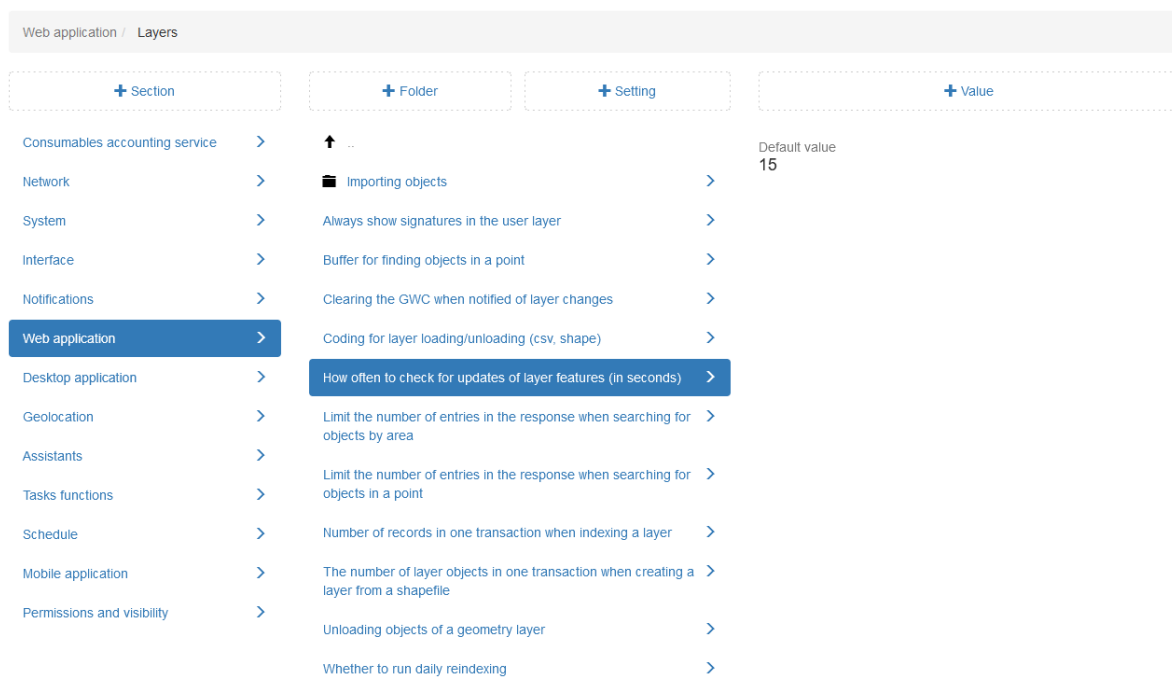 Web application / Layers
+ Section
+ Folder
+ Setting
+ Value
Consumables accounting service
Network
System
Interface
Notifications
Web application
Desktop application
Geolocation
Assistants
Tasks functions
Schedule
Mobile application
Permissions and visibility
..
Importing objects
Always show signatures in the user layer
Buffer for finding objects in a point
Clearing the GWC when notified of layer changes
Coding for layer loading/unloading (csv, shape)
How often to check for updates of layer features (in seconds)
Limit the number of entries in the response when searching for
objects by area
Limit the number of entries in the response when searching for
objects in a point
Number of records in one transaction when indexing a layer
The number of layer objects in one transaction when creating a
layer from a shapefile
Unloading objects of a geometry layer
Whether to run daily reindexing
Default value
15